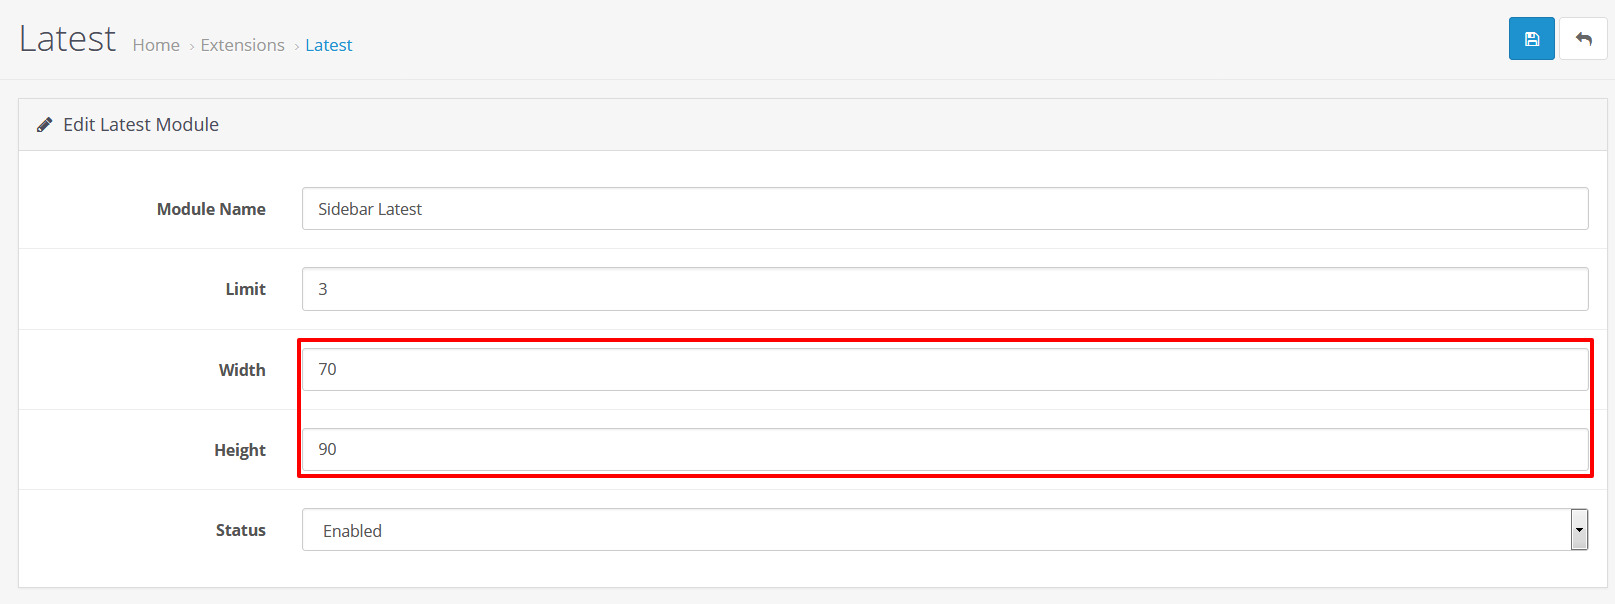 Latest Home › Extensions › Latest
Edit Latest Module
Module Name Sidebar Latest
Limit 3
Width 70
Height 90
Status Enabled